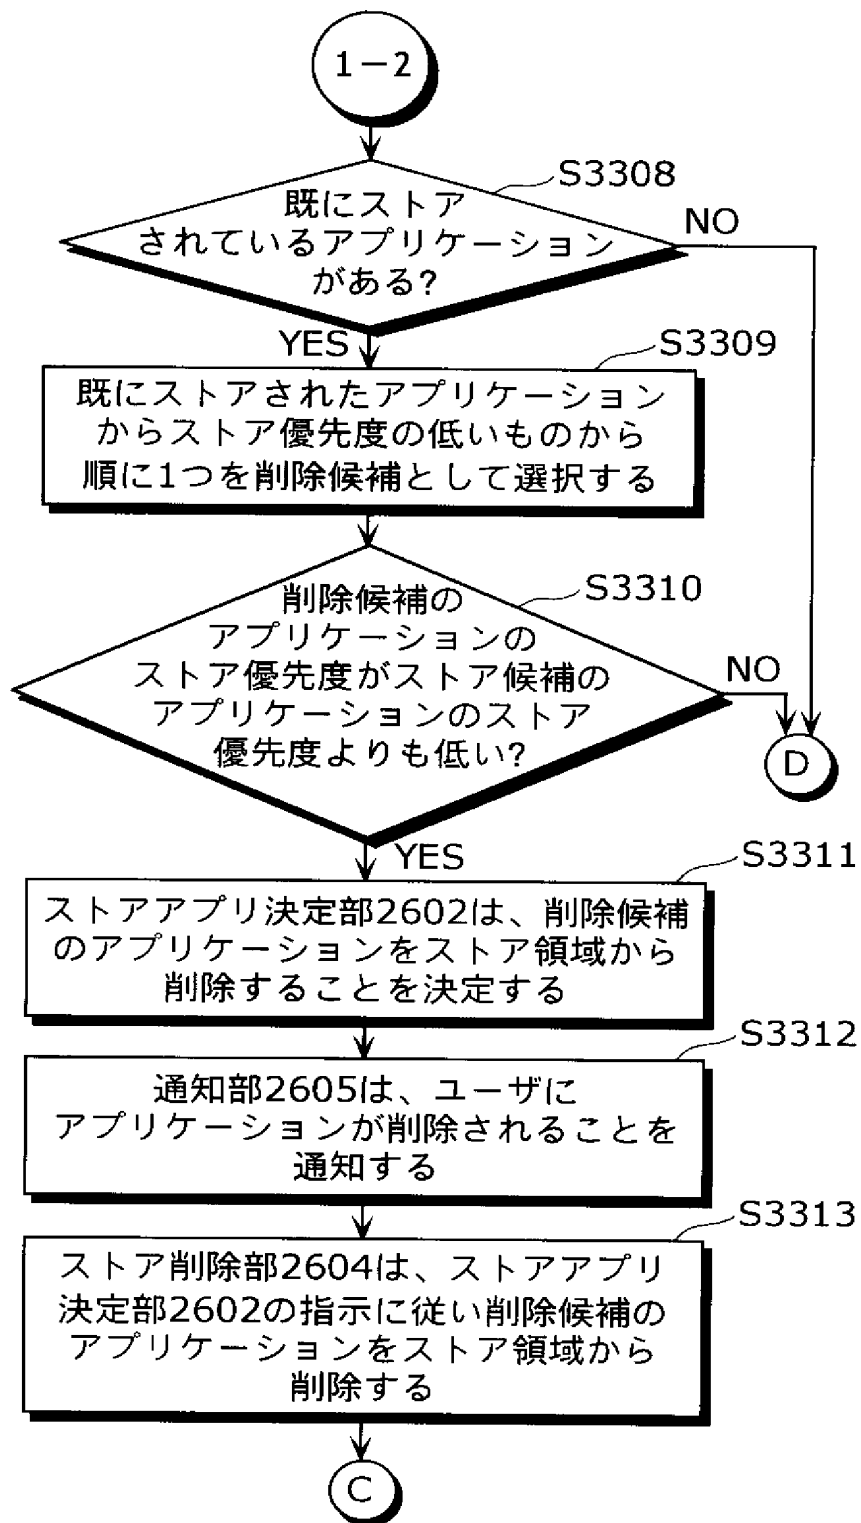 1－2
S3308
既にストア
されているアプリケーション
がある?
NO
YES
S3309
既にストアされたアプリケーション
からストア優先度の低いものから
順に1つを削除候補として選択する
S3310
削除候補の
アプリケーションの
ストア優先度がストア候補の
アプリケーションのストア
優先度よりも低い?
NO
D
YES
S3311
ストアアプリ決定部2602は、削除候補
のアプリケーションをストア領域から
削除することを決定する
S3312
通知部2605は、ユーザに
アプリケーションが削除されることを
通知する
S3313
ストア削除部2604は、ストアアプリ
決定部2602の指示に従い削除候補の
アプリケーションをストア領域から
削除する
C